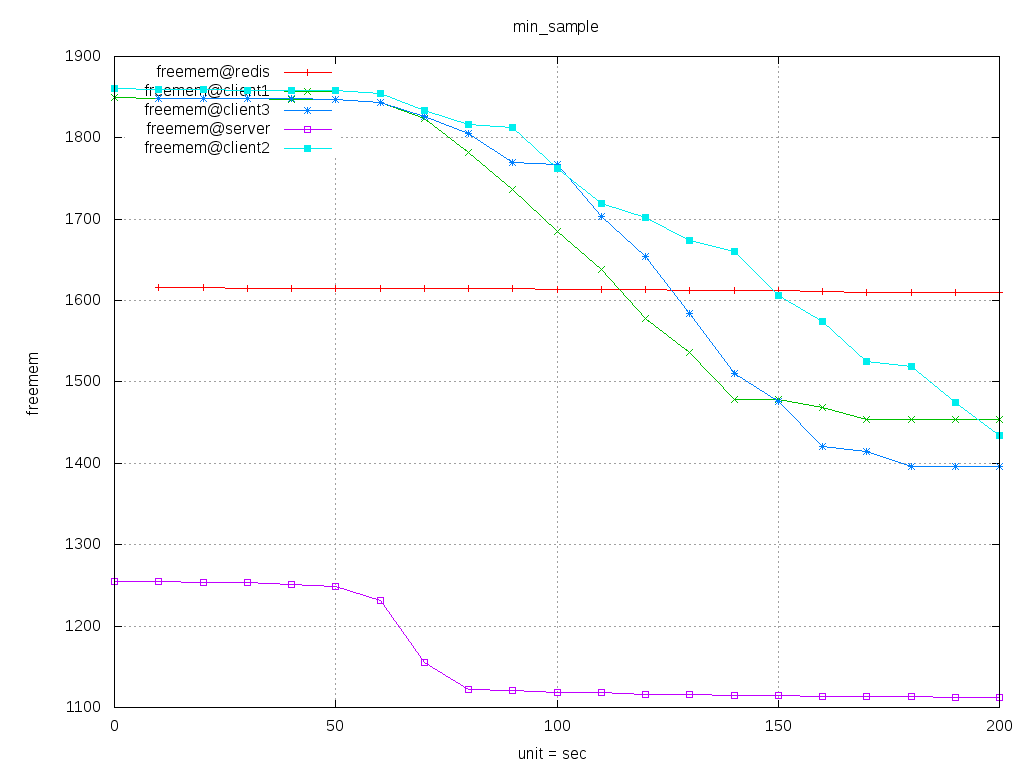 min_sample
1900
1800
1700
1600
1500
1400
1300
1200
1100
freemem
freemem@redis
freemem@client1
freemem@client3
freemem@server
freemem@client2
0 50 100 150 200
unit = sec